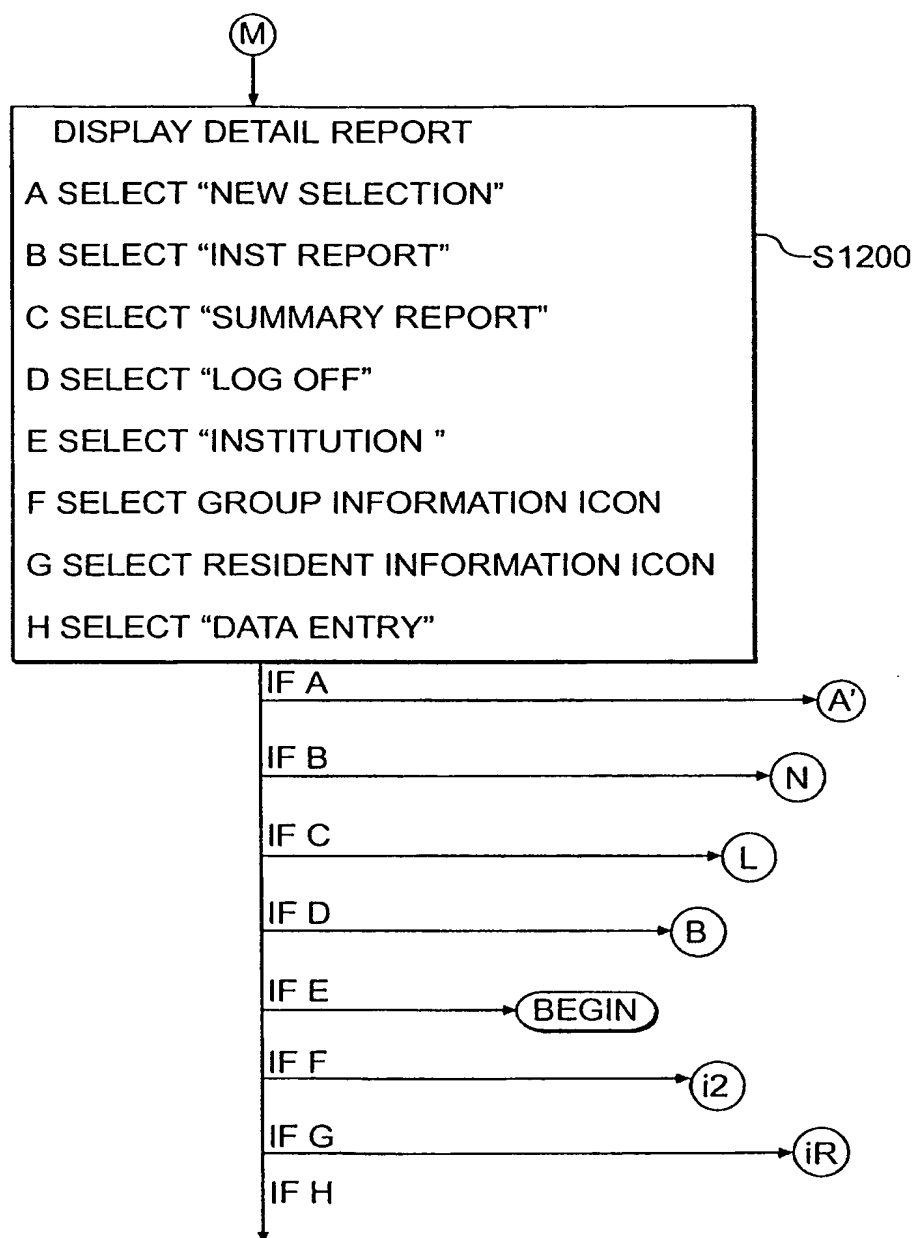 M
DISPLAY DETAIL REPORT
A SELECT “NEW SELECTION”
B SELECT “INST REPORT”
S1200
C SELECT “SUMMARY REPORT”
D SELECT “LOG OFF”
E SELECT “INSTITUTION ”
F SELECT GROUP INFORMATION ICON
G SELECT RESIDENT INFORMATION ICON
H SELECT “DATA ENTRY”
IF A
A'
IF B
N
IF C
L
IF D
B
IF E
BEGIN
IF F
i2
IF G
iR
IF H